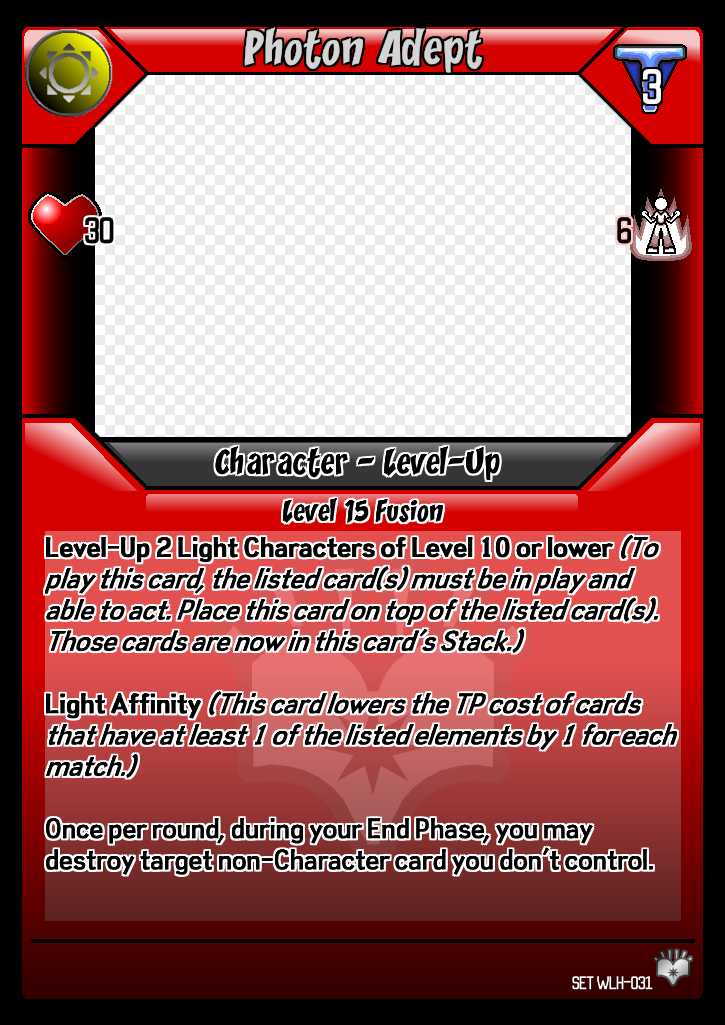 Photon Adept
3
30
6
Character - Level-Up
Level 15 Fusion
Level-Up 2 Light Characters of Level 10 or lower (To
play this card, the listed card(s) must be in play and
able to act. Place this card on top of the listed card(s).
Those cards are now in this card's Stack.)
Light Affinity (This card lowers the TP cost of cards
that have at least 1 of the listed elements by 1 for each
match.)
Once per round, during your End Phase, you may
destroy target non-Character card you don't control.
SET WLH-031